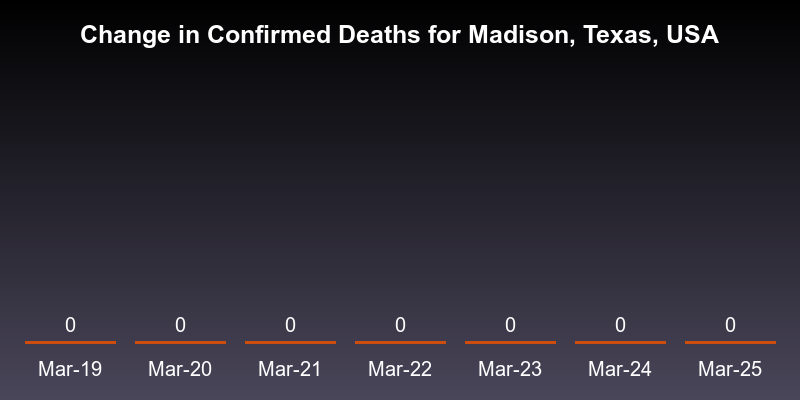 Change in Confirmed Deaths for Madison, Texas, USA
0 0 0 0 0 0 0
Mar-19 Mar-20 Mar-21 Mar-22 Mar-23 Mar-24 Mar-25